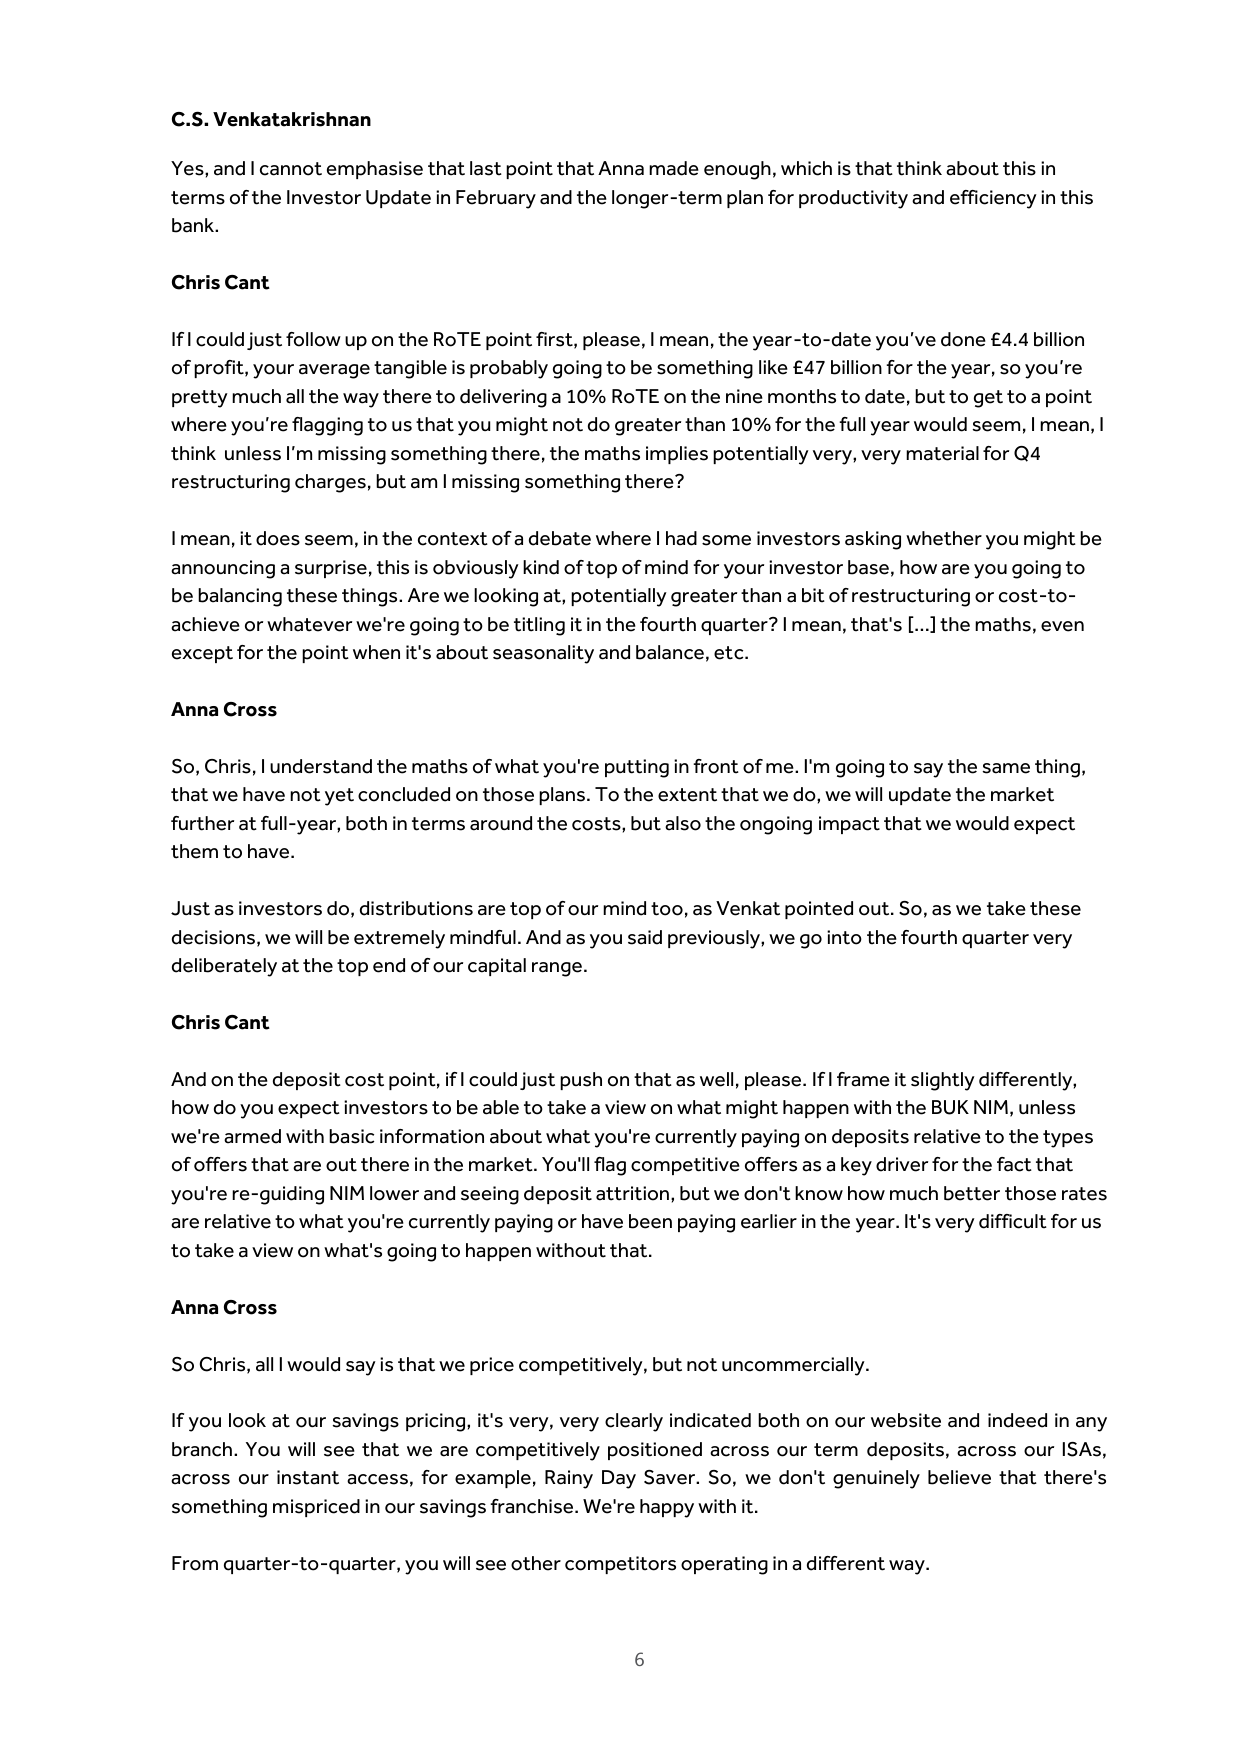 C.S. Venkatakrishnan
Yes, and I cannot emphasise that last point that Anna made enough, which is that think about this in
terms of the Investor Update in February and the longer-term plan for productivity and efficiency in this
bank.
Chris Cant
If I could just follow up on the RoTE point first, please, I mean, the year-to-date you’ve done £4.4 billion
of profit, your average tangible is probably going to be something like £47 billion for the year, so you’re
pretty much all the way there to delivering a 10% RoTE on the nine months to date, but to get to a point
where you’re flagging to us that you might not do greater than 10% for the full year would seem, I mean, I
think  unless I’m missing something there, the maths implies potentially very, very material for Q4
restructuring charges, but am I missing something there?
I mean, it does seem, in the context of a debate where I had some investors asking whether you might be
announcing a surprise, this is obviously kind of top of mind for your investor base, how are you going to
be balancing these things. Are we looking at, potentially greater than a bit of restructuring or cost-to-
achieve or whatever we're going to be titling it in the fourth quarter? I mean, that's [...] the maths, even
except for the point when it's about seasonality and balance, etc.
Anna Cross
So, Chris, I understand the maths of what you're putting in front of me. I'm going to say the same thing,
that we have not yet concluded on those plans. To the extent that we do, we will update the market
further at full-year, both in terms around the costs, but also the ongoing impact that we would expect
them to have.
Just as investors do, distributions are top of our mind too, as Venkat pointed out. So, as we take these
decisions, we will be extremely mindful. And as you said previously, we go into the fourth quarter very
deliberately at the top end of our capital range.
Chris Cant
And on the deposit cost point, if I could just push on that as well, please. If I frame it slightly differently,
how do you expect investors to be able to take a view on what might happen with the BUK NIM, unless
we're armed with basic information about what you're currently paying on deposits relative to the types
of offers that are out there in the market. You'll flag competitive offers as a key driver for the fact that
you're re-guiding NIM lower and seeing deposit attrition, but we don't know how much better those rates
are relative to what you're currently paying or have been paying earlier in the year. It's very difficult for us
to take a view on what's going to happen without that.
Anna Cross
So Chris, all I would say is that we price competitively, but not uncommercially.
If you look at our savings pricing, it's very, very clearly indicated both on our website and indeed in any
branch. You will see that we are competitively positioned across our term deposits, across our ISAs,
across our instant access, for example, Rainy Day Saver. So, we don't genuinely believe that there's
something mispriced in our savings franchise. We're happy with it.
From quarter-to-quarter, you will see other competitors operating in a different way.
6